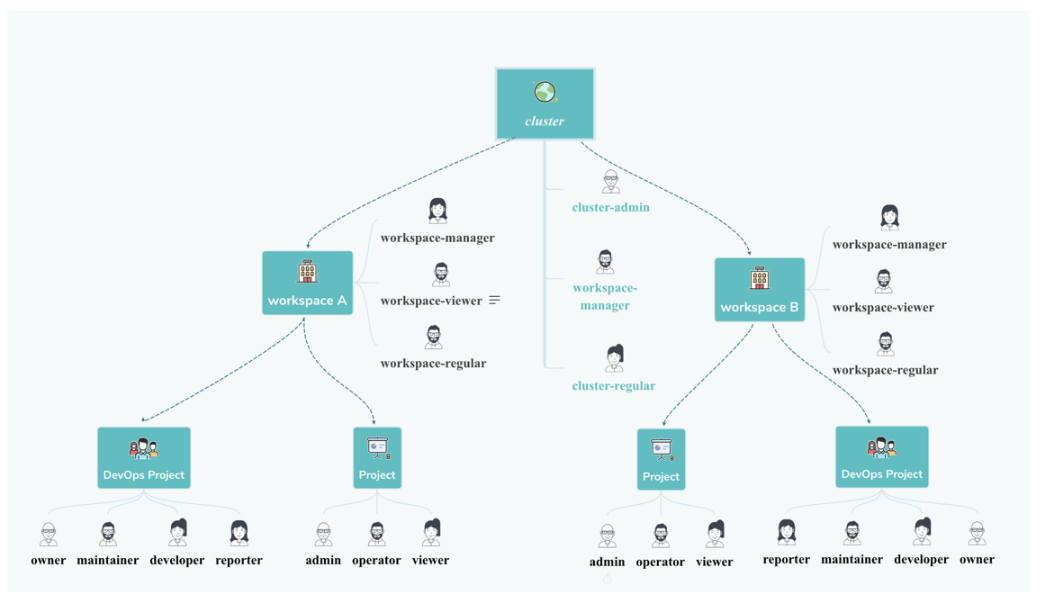 cluster
cluster-admin
workspace-
manager
cluster-regular
workspace A
workspace-manager
workspace-viewer
workspace-regular
workspace B
workspace-manager
workspace-viewer
workspace-regular
DevOps Project
owner
maintainer
developer
reporter
Project
admin
operator
viewer
Project
admin
operator
viewer
DevOps Project
reporter
maintainer
developer
owner